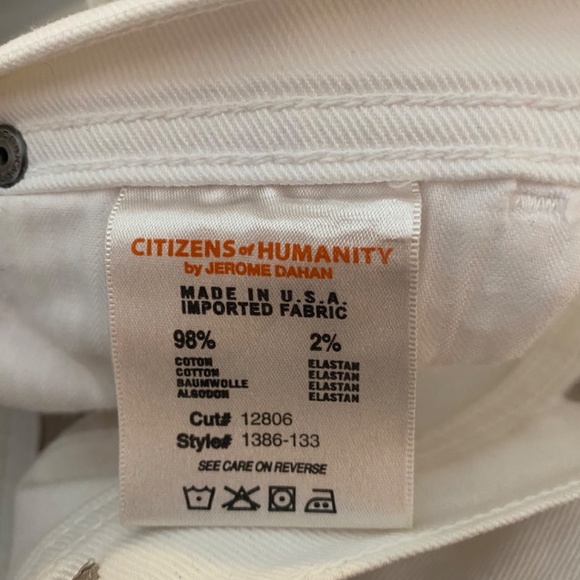 CITIZENS of HUMANITY
by JEROME DAHAN
MADE IN U.S.A.
IMPORTED FABRIC
98% 2%
COTON ELASTAN
COTTON ELASTAN
BAUMWOLLE ELASTAN
ALGODON ELASTAN
Cut# 12806
Style# 1386-133
SEE CARE ON REVERSE